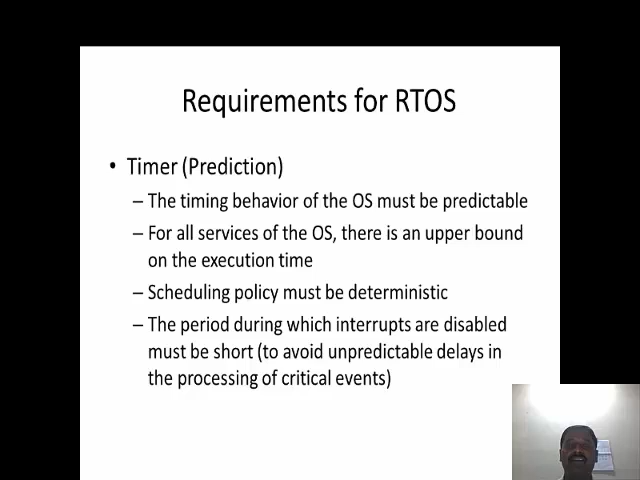 Requirements for RTOS
• Timer (Prediction)
– The timing behavior of the OS must be predictable
– For all services of the OS, there is an upper bound
on the execution time
– Scheduling policy must be deterministic
– The period during which interrupts are disabled
must be short (to avoid unpredictable delays in
the processing of critical events)